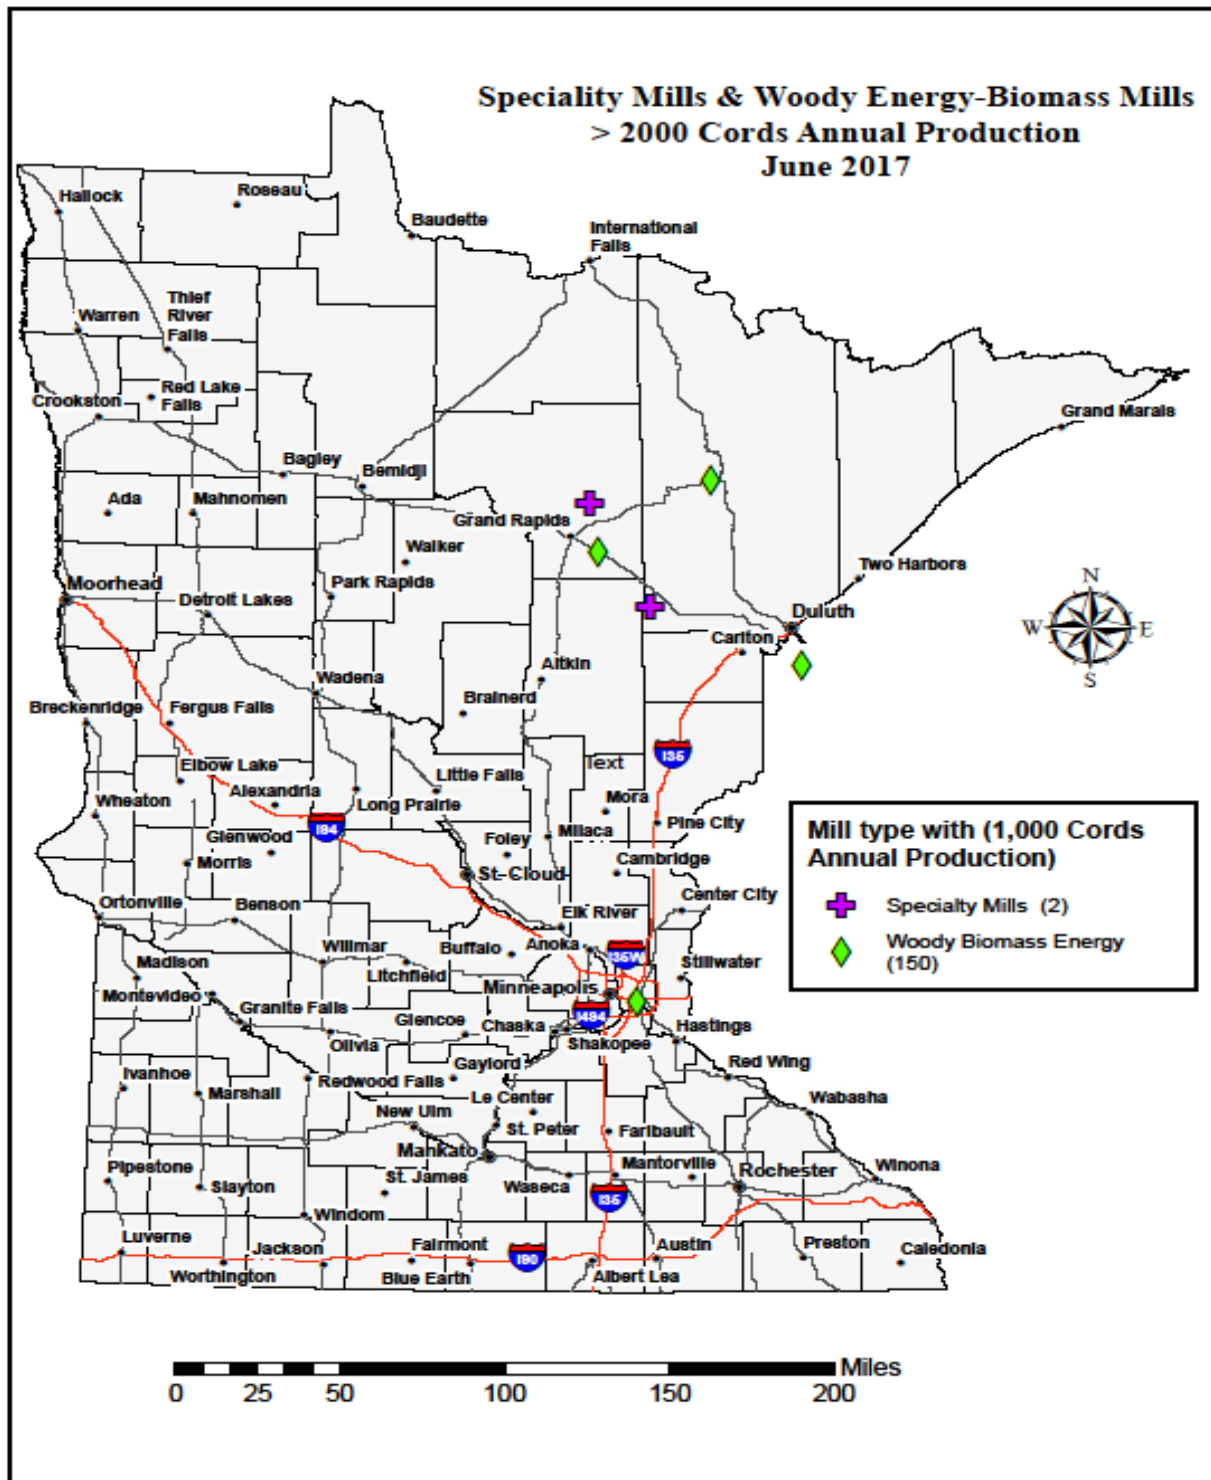 Speciality Mills & Woody Energy-Biomass Mills
> 2000 Cords Annual Production
June 2017
Hallock
Roseau
Baudette
International
Falls
Warren
Thief
River
Falls
Red Lake
Falls
Crookston
Grand Marais
Bagley
Bemidji
Ada
Mahnomen
Grand Rapids
Walker
Two Harbors
Moorhead
Park Rapids
Detroit Lakes
Duluth
Carlton
N
W
E
S
Aitkin
Wadena
Brainerd
Breckenridge
Fergus Falls
I35
Text
Elbow Lake
Little Falls
Alexandria
Long Prairie
Mora
Wheaton
Pine City
I94
Glenwood
Foley
Milaca
Morris
Cambridge
St. Cloud
Center City
Ortonville
Benson
Elk River
Willmar
Buffalo
Anoka
I35W
Litchfield
Stillwater
Madison
Montevideo
Minneapolis
Granite Falls
Glencoe
Chaska
I494
Hastings
Olivia
Shakopee
Gaylord
Red Wing
Ivanhoe
Redwood Falls
Marshall
Le Center
Wabasha
New Ulm
St. Peter
Faribault
Mankato
Pipestone
Mantorville
Rochester
Winona
St. James
Waseca
Slayton
I35
Windom
Luverne
Jackson
Fairmont
I90
Austin
Preston
Caledonia
Worthington
Blue Earth
Albert Lea
Mill type with (1,000 Cords
Annual Production)
Specialty Mills (2)
Woody Biomass Energy
(150)
Miles
0 25 50 100 150 200